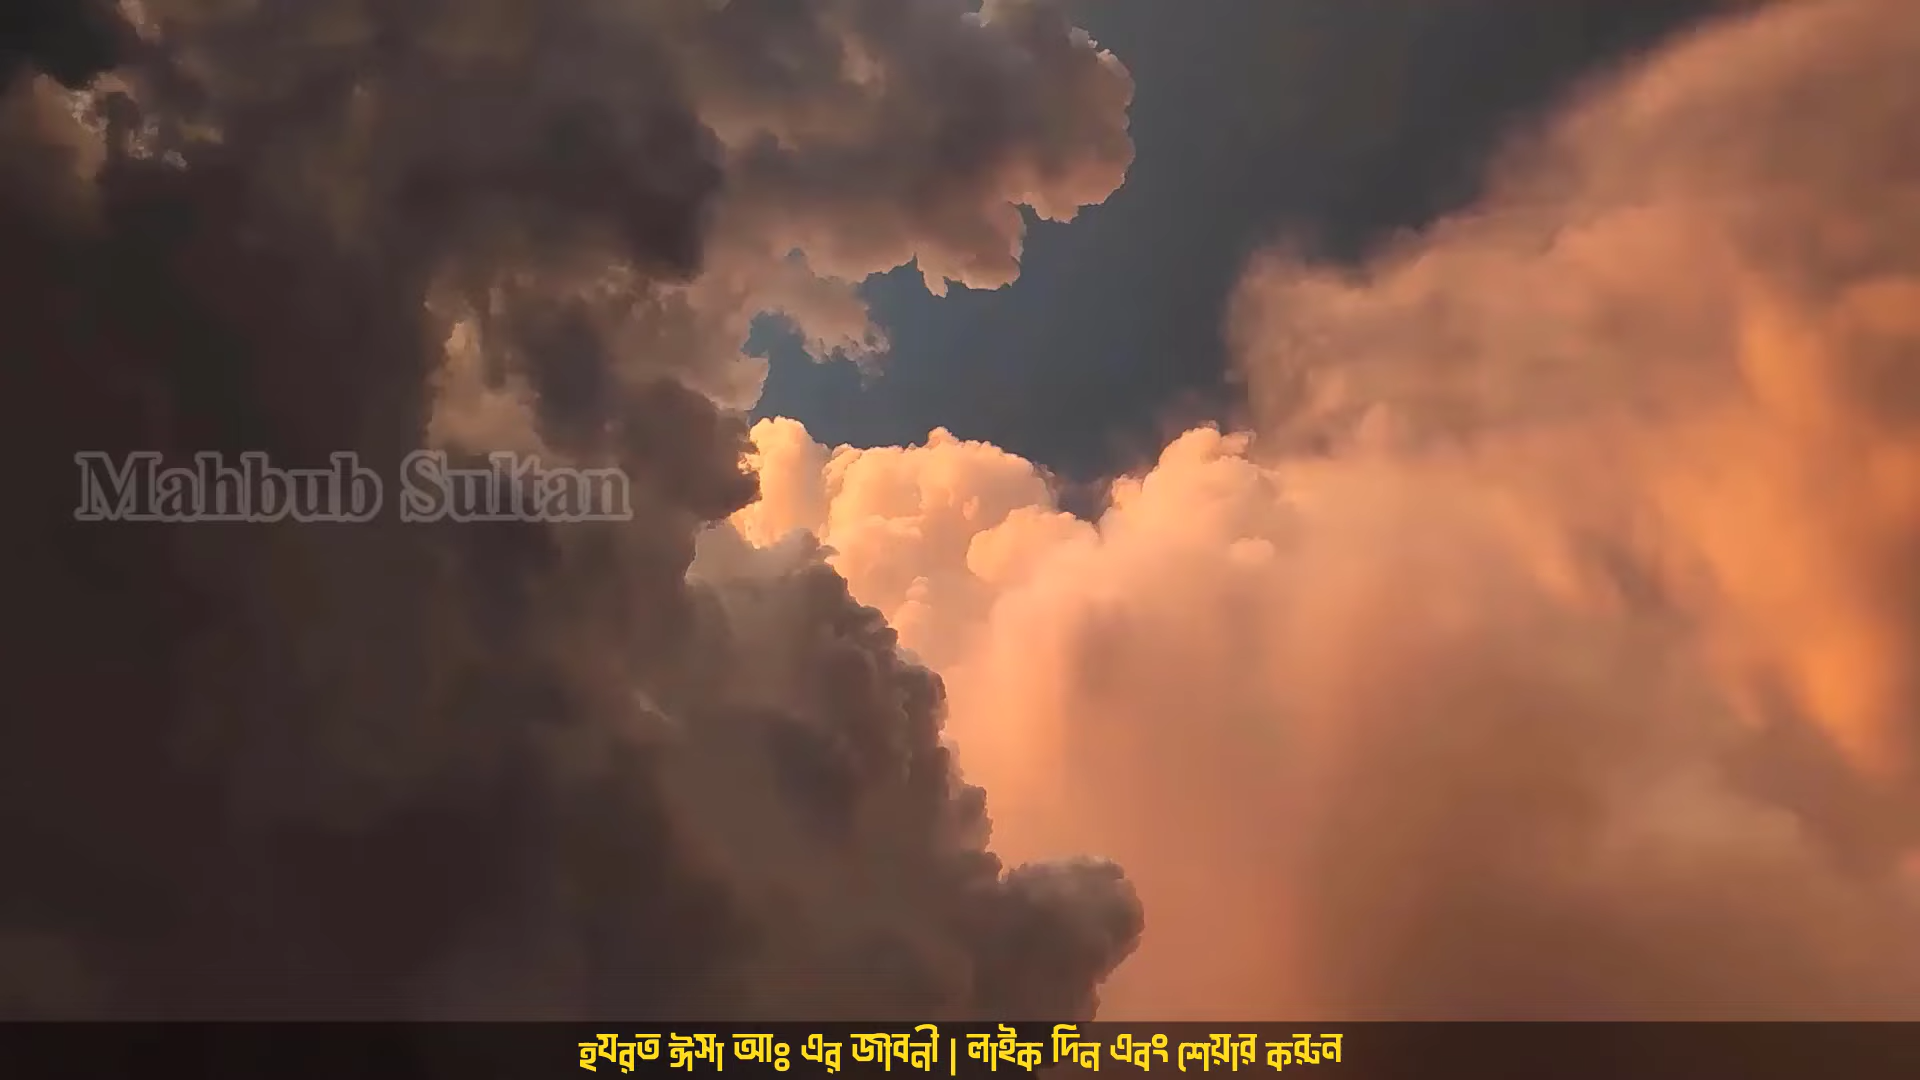 Mahbub Sultan
হযরত ঈসা আঃ এর জীবনী | লাইক দিন এবং শেয়ার করুন